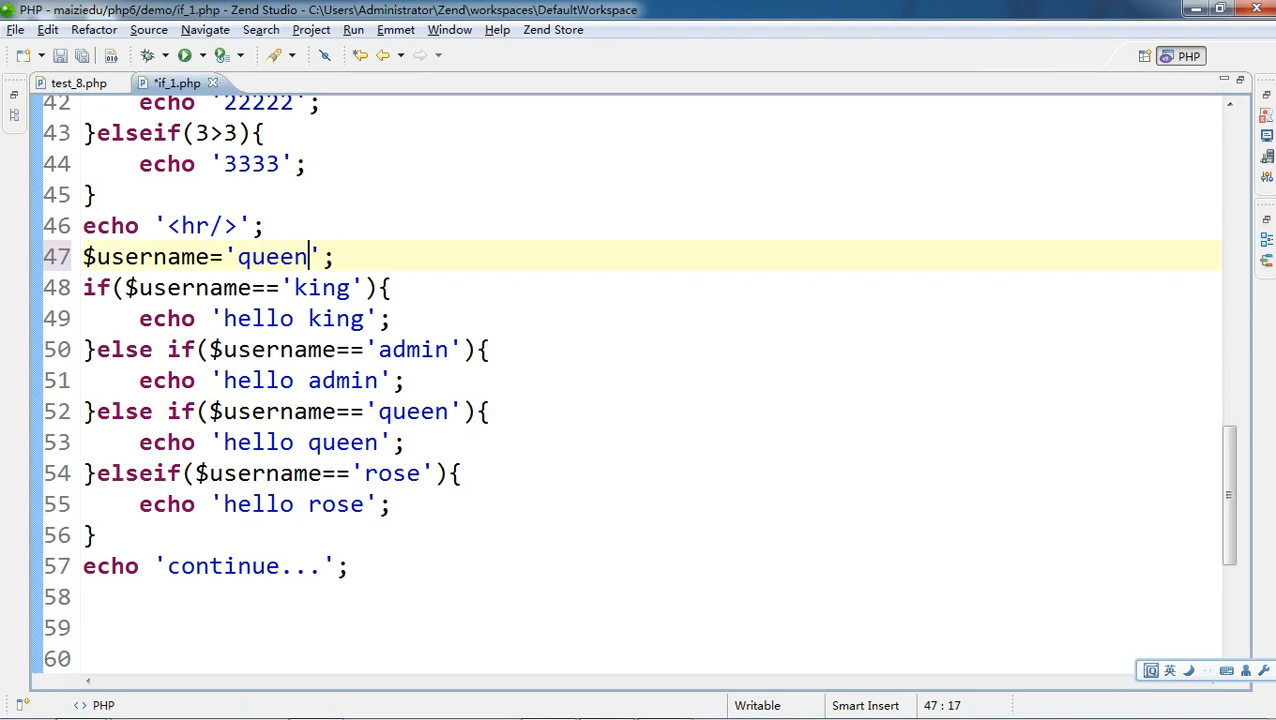 PHP - maiziedu/php6/demo/if_1.php - Zend Studio - C:\Users\Administrator\Zend\workspaces\DefaultWorkspace
File Edit Refactor Source Navigate Search Project Run Emmet Window Help Zend Store
PHP
test_8.php *if_1.php
42 echo '22222';
43 }elseif(3>3){
44 echo '3333';
45 }
46 echo '<hr/>';
47 $username='queen';
48 if($username=='king'){
49 echo 'hello king';
50 }else if($username=='admin'){
51 echo 'hello admin';
52 }else if($username=='queen'){
53 echo 'hello queen';
54 }elseif($username=='rose'){
55 echo 'hello rose';
56 }
57 echo 'continue...';
58
59
60
英
PHP Writable Smart Insert 47 : 17